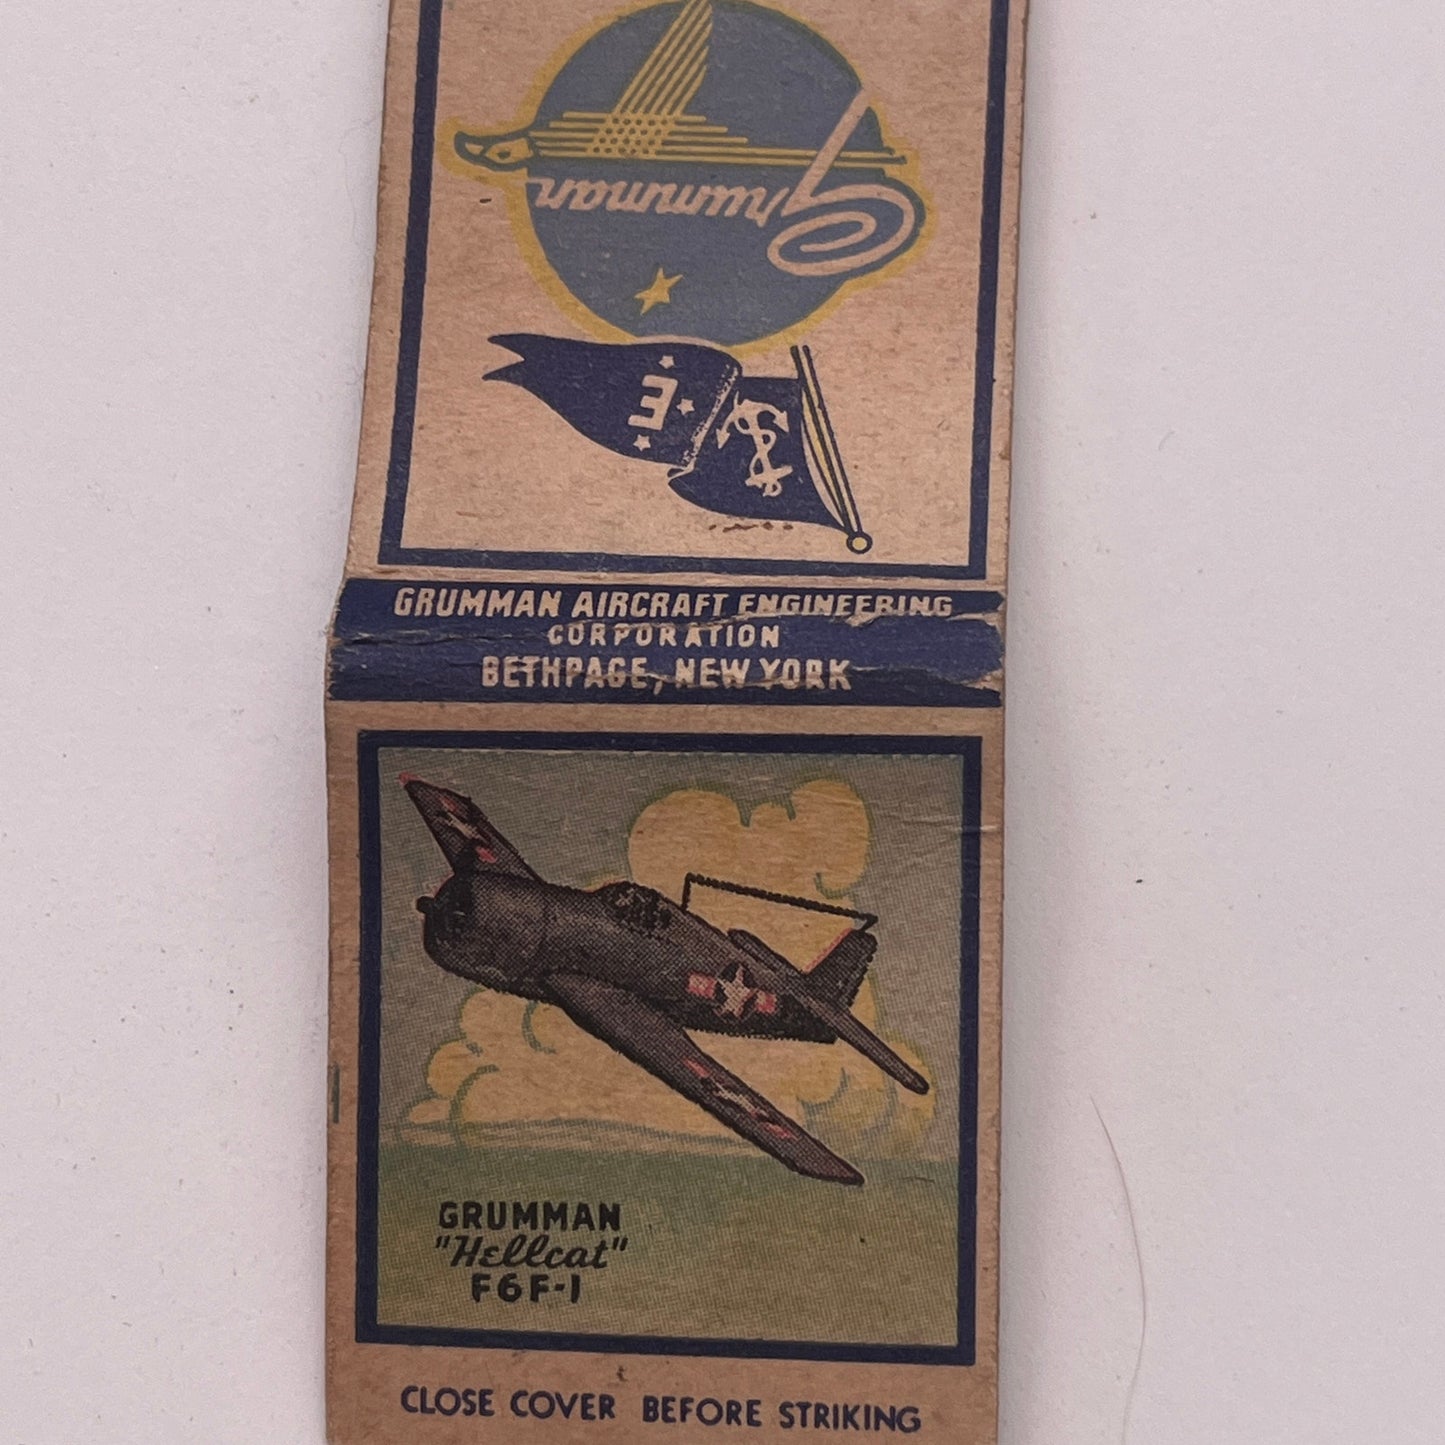 Grumman
E
GRUMMAN AIRCRAFT ENGINEERING
CORPORATION
BETHPAGE, NEW YORK
GRUMMAN
"Hellcat"
F6F-1
CLOSE COVER BEFORE STRIKING